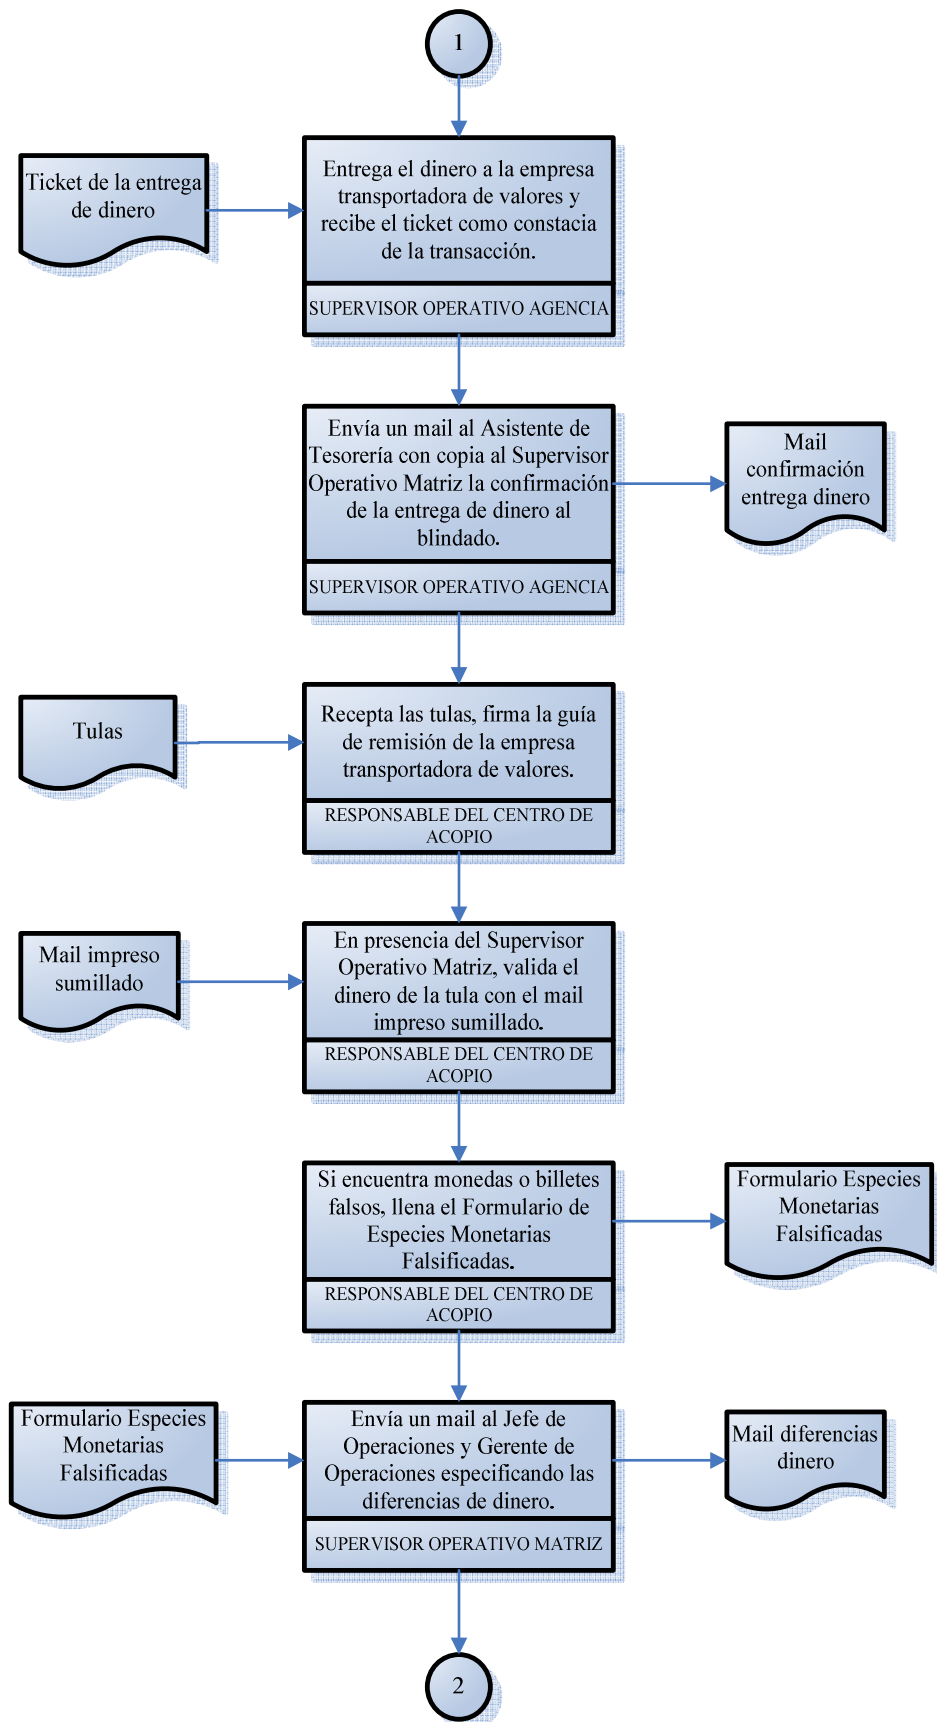 1
Ticket de la entrega
de dinero
Entrega el dinero a la empresa
transportadora de valores y
recibe el ticket como constacia
de la transacción.
SUPERVISOR OPERATIVO AGENCIA
Envía un mail al Asistente de
Tesorería con copia al Supervisor
Operativo Matriz la confirmación
de la entrega de dinero al
blindado.
SUPERVISOR OPERATIVO AGENCIA
Mail
confirmación
entrega dinero
Tulas
Recepta las tulas, firma la guía
de remisión de la empresa
transportadora de valores.
RESPONSABLE DEL CENTRO DE
ACOPIO
Mail impreso
sumillado
En presencia del Supervisor
Operativo Matriz, valida el
dinero de la tula con el mail
impreso sumillado.
RESPONSABLE DEL CENTRO DE
ACOPIO
Si encuentra monedas o billetes
falsos, llena el Formulario de
Especies Monetarias
Falsificadas.
RESPONSABLE DEL CENTRO DE
ACOPIO
Formulario Especies
Monetarias
Falsificadas
Formulario Especies
Monetarias
Falsificadas
Envía un mail al Jefe de
Operaciones y Gerente de
Operaciones especificando las
diferencias de dinero.
SUPERVISOR OPERATIVO MATRIZ
Mail diferencias
dinero
2